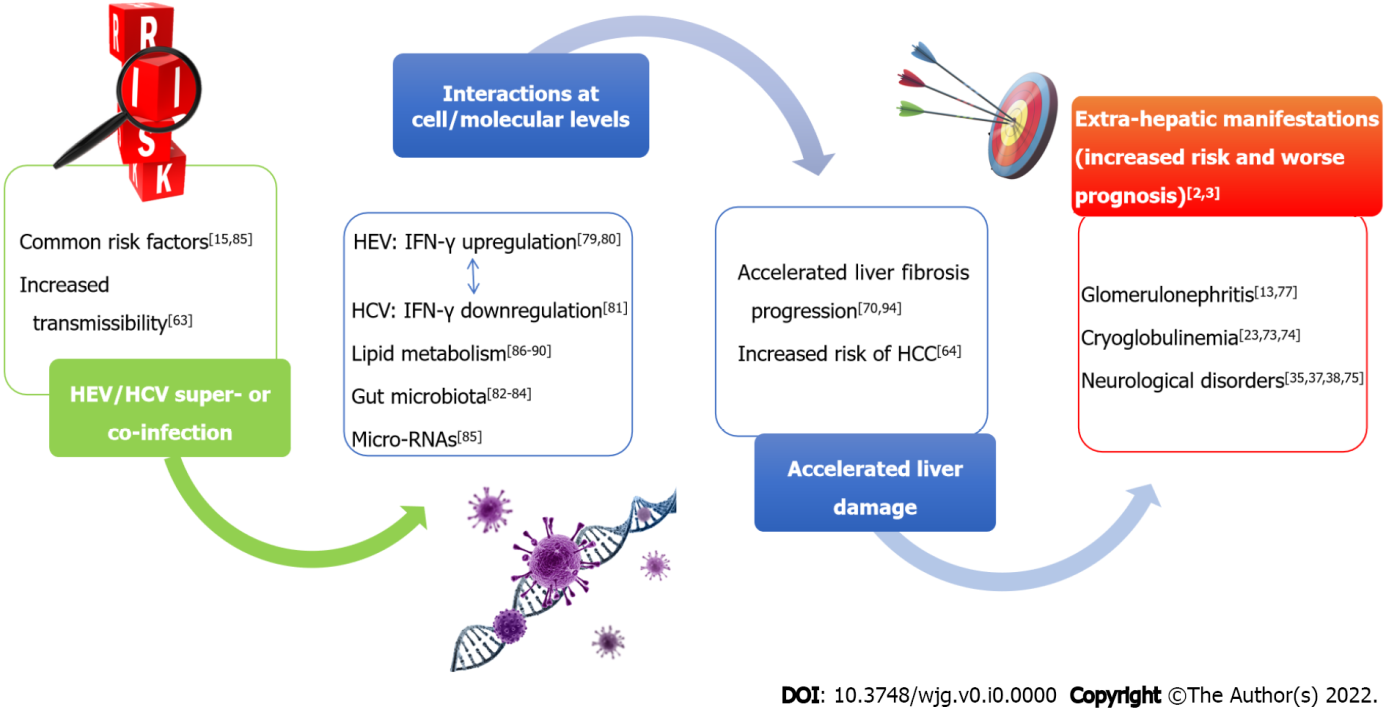 R R
I I
S
K K
Common risk factors[15,85]
Increased
transmissibility[63]
HEV/HCV super- or
co-infection
Interactions at
cell/molecular levels
HEV: IFN-γ upregulation[79,80]
HCV: IFN-γ downregulation[81]
Lipid metabolism[86-90]
Gut microbiota[82-84]
Micro-RNAs[85]
Accelerated liver fibrosis
progression[70,94]
Increased risk of HCC[64]
Accelerated liver
damage
Extra-hepatic manifestations
(increased risk and worse
prognosis)[2,3]
Glomerulonephritis[13,77]
Cryoglobulinemia[23,73,74]
Neurological disorders[35,37,38,75]
DOI: 10.3748/wjg.v0.i0.0000 Copyright ©The Author(s) 2022.